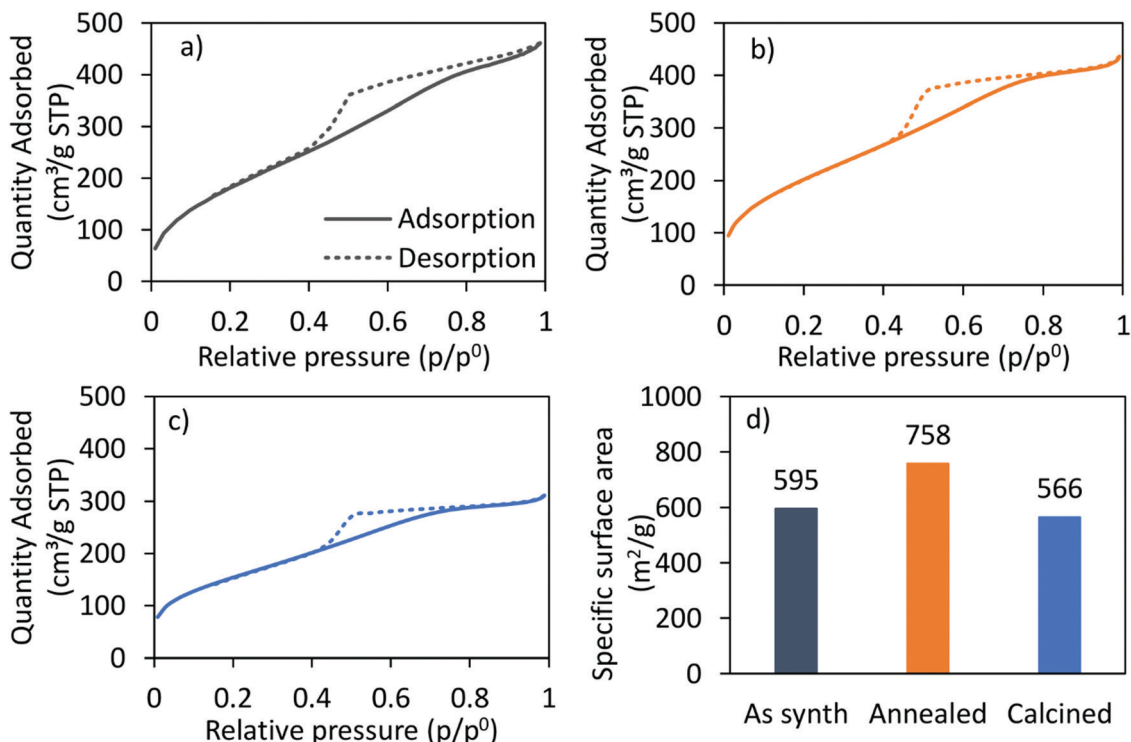 a)
Quantity Adsorbed
(cm³/g STP)
500
400
300
200
100
0
Adsorption
Desorption
0 0.2 0.4 0.6 0.8 1
Relative pressure (p/p⁰)
b)
Quantity Adsorbed
(cm³/g STP)
500
400
300
200
100
0
0 0.2 0.4 0.6 0.8 1
Relative pressure (p/p⁰)
c)
Quantity Adsorbed
(cm³/g STP)
500
400
300
200
100
0
0 0.2 0.4 0.6 0.8 1
Relative pressure (p/p⁰)
d)
Specific surface area
(m²/g)
1000
800
600
400
200
0
595
758
566
As synth Annealed Calcined